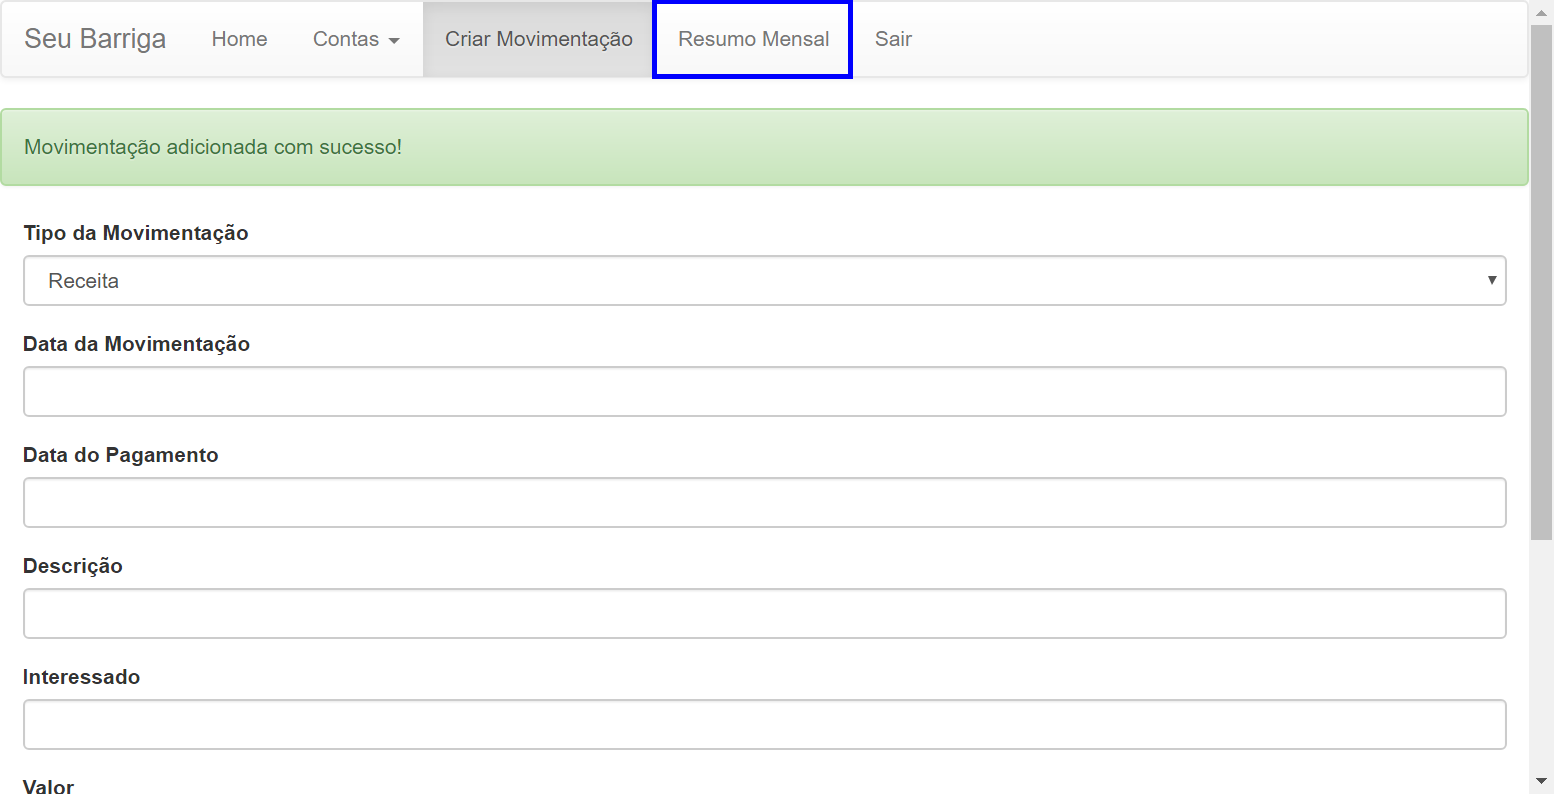 Seu Barriga Home Contas Criar Movimentação Resumo Mensal Sair
Movimentação adicionada com sucesso!
Tipo da Movimentação
Receita
Data da Movimentação
Data do Pagamento
Descrição
Interessado
Valor